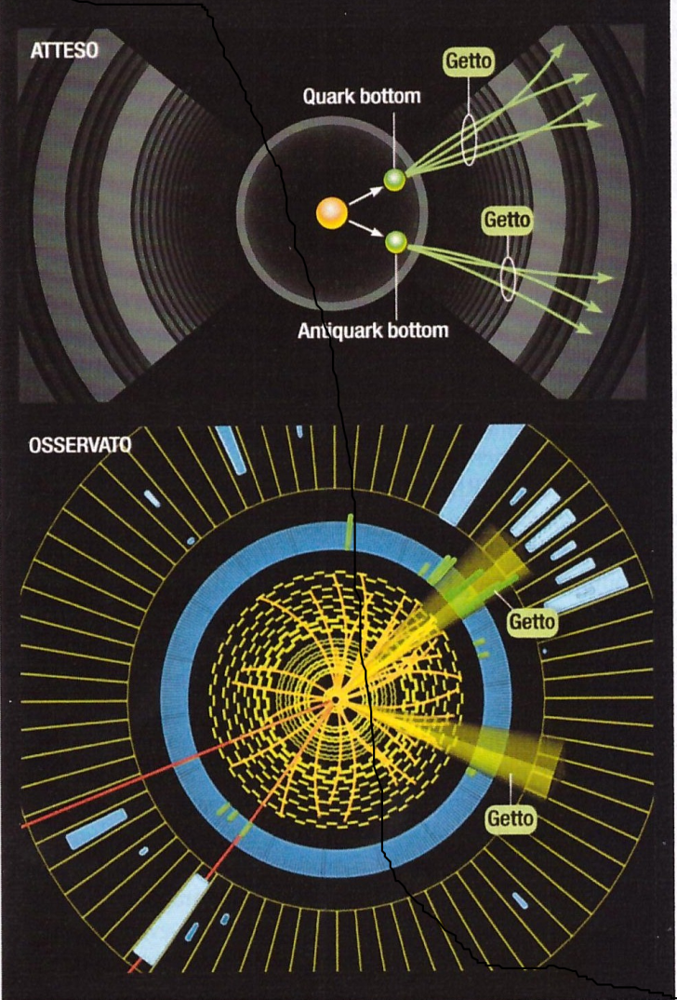 ATTESO
Getto
Quark bottom
Getto
Antiquark bottom
OSSERVATO
Getto
Getto